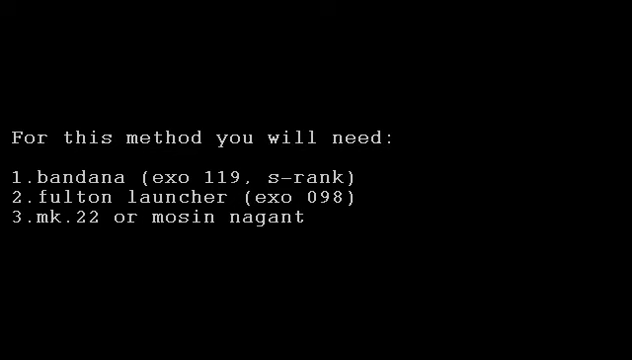 For this method you will need:
1.bandana (exo 119, s-rank)
2.fulton launcher (exo 098)
3.mk.22 or mosin nagant